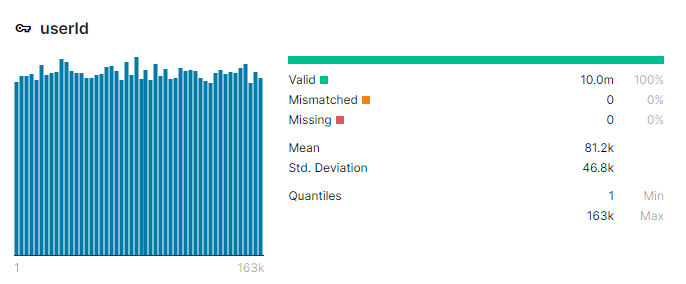 userId
Valid 10.0m 100%
Mismatched 0 0%
Missing 0 0%
Mean 81.2k
Std. Deviation 46.8k
Quantiles 1 Min
163k Max
1 163k